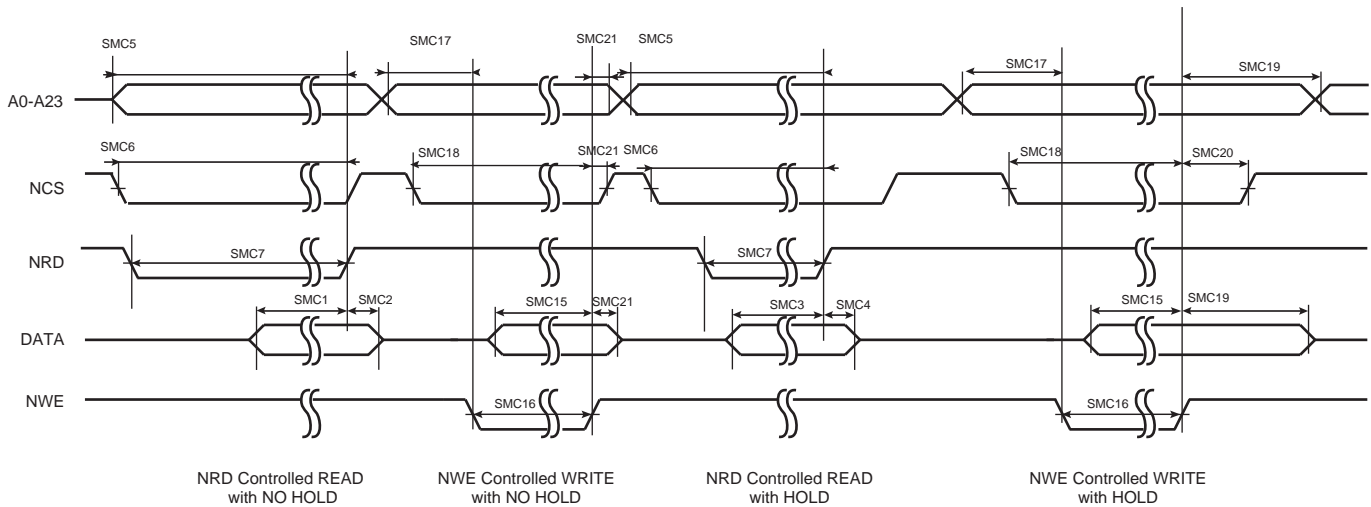 SMC5 SMC17 SMC21 SMC5 SMC17 SMC19
A0-A23
SMC6 SMC18 SMC21 SMC6 SMC18 SMC20
NCS
SMC7 SMC7
NRD
SMC1 SMC2 SMC15 SMC21 SMC3 SMC4 SMC15 SMC19
DATA
NWE SMC16 SMC16
NRD Controlled READ
with NO HOLD
NWE Controlled WRITE
with NO HOLD
NRD Controlled READ
with HOLD
NWE Controlled WRITE
with HOLD